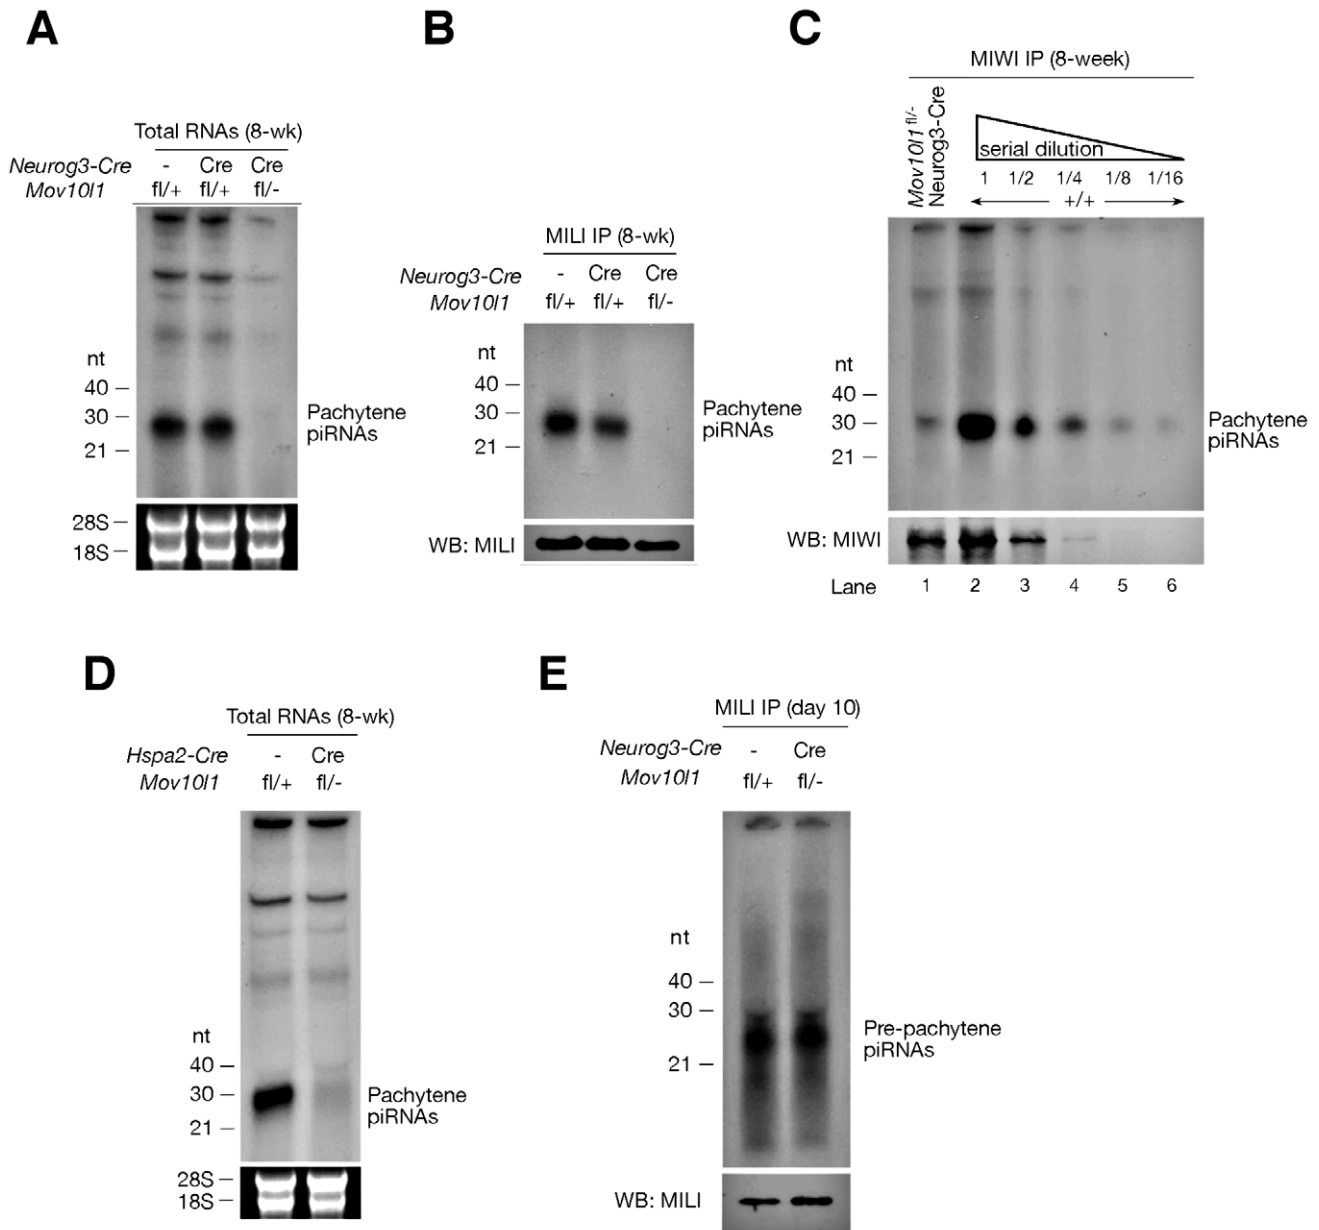 A
Total RNAs (8-wk)
Neurog3-Cre - Cre Cre
Mov10l1 fl/+ fl/+ fl/-
nt
40
30
21
Pachytene
piRNAs
28S
18S
B
MILI IP (8-wk)
Neurog3-Cre - Cre Cre
Mov10l1 fl/+ fl/+ fl/-
nt
40
30
21
Pachytene
piRNAs
WB: MILI
C
MIWI IP (8-week)
Mov10l1 fl/-
Neurog3-Cre
serial dilution
1 1/2 1/4 1/8 1/16
+/+
nt
40
30
21
Pachytene
piRNAs
WB: MIWI
Lane 1 2 3 4 5 6
D
Total RNAs (8-wk)
Hspa2-Cre - Cre
Mov10l1 fl/+ fl/-
nt
40
30
21
Pachytene
piRNAs
28S
18S
E
MILI IP (day 10)
Neurog3-Cre - Cre
Mov10l1 fl/+ fl/-
nt
40
30
21
Pre-pachytene
piRNAs
WB: MILI